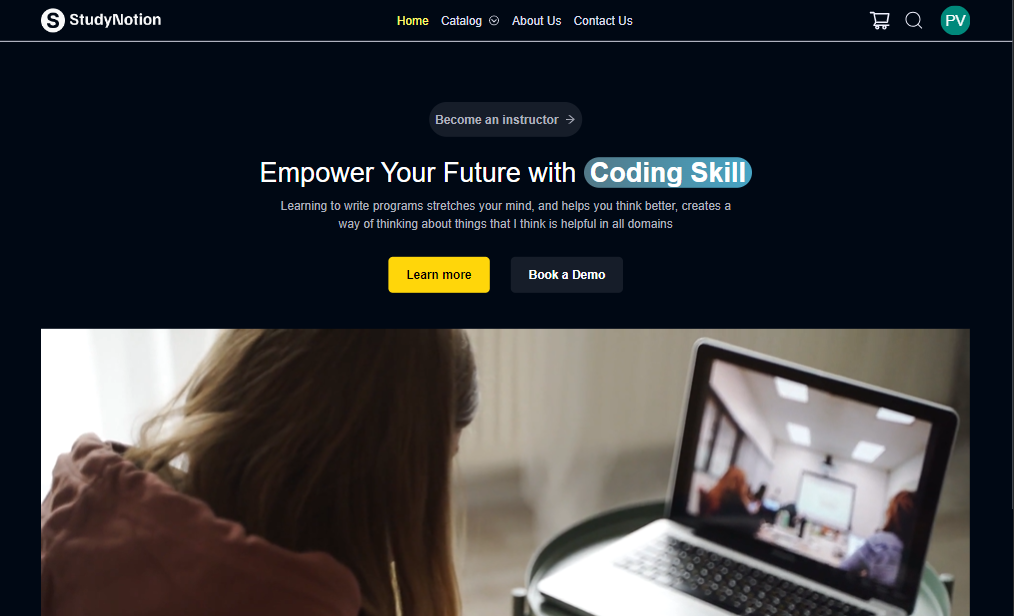 S StudyNotion
Home Catalog About Us Contact Us
PV
Become an instructor →
Empower Your Future with Coding Skill
Learning to write programs stretches your mind, and helps you think better, creates a
way of thinking about things that I think is helpful in all domains
Learn more
Book a Demo